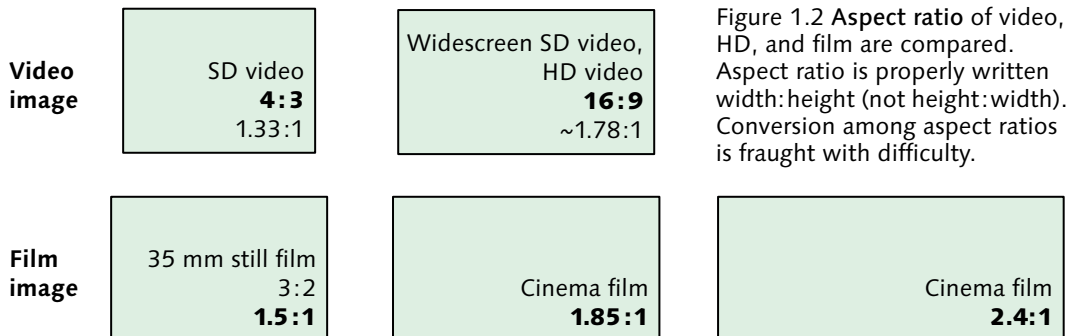 Video
image
SD video
4:3
1.33:1
Widescreen SD video,
HD video
16:9
~1.78:1
Figure 1.2 Aspect ratio of video,
HD, and film are compared.
Aspect ratio is properly written
width:height (not height:width).
Conversion among aspect ratios
is fraught with difficulty.
Film
image
35 mm still film
3:2
1.5:1
Cinema film
1.85:1
Cinema film
2.4:1